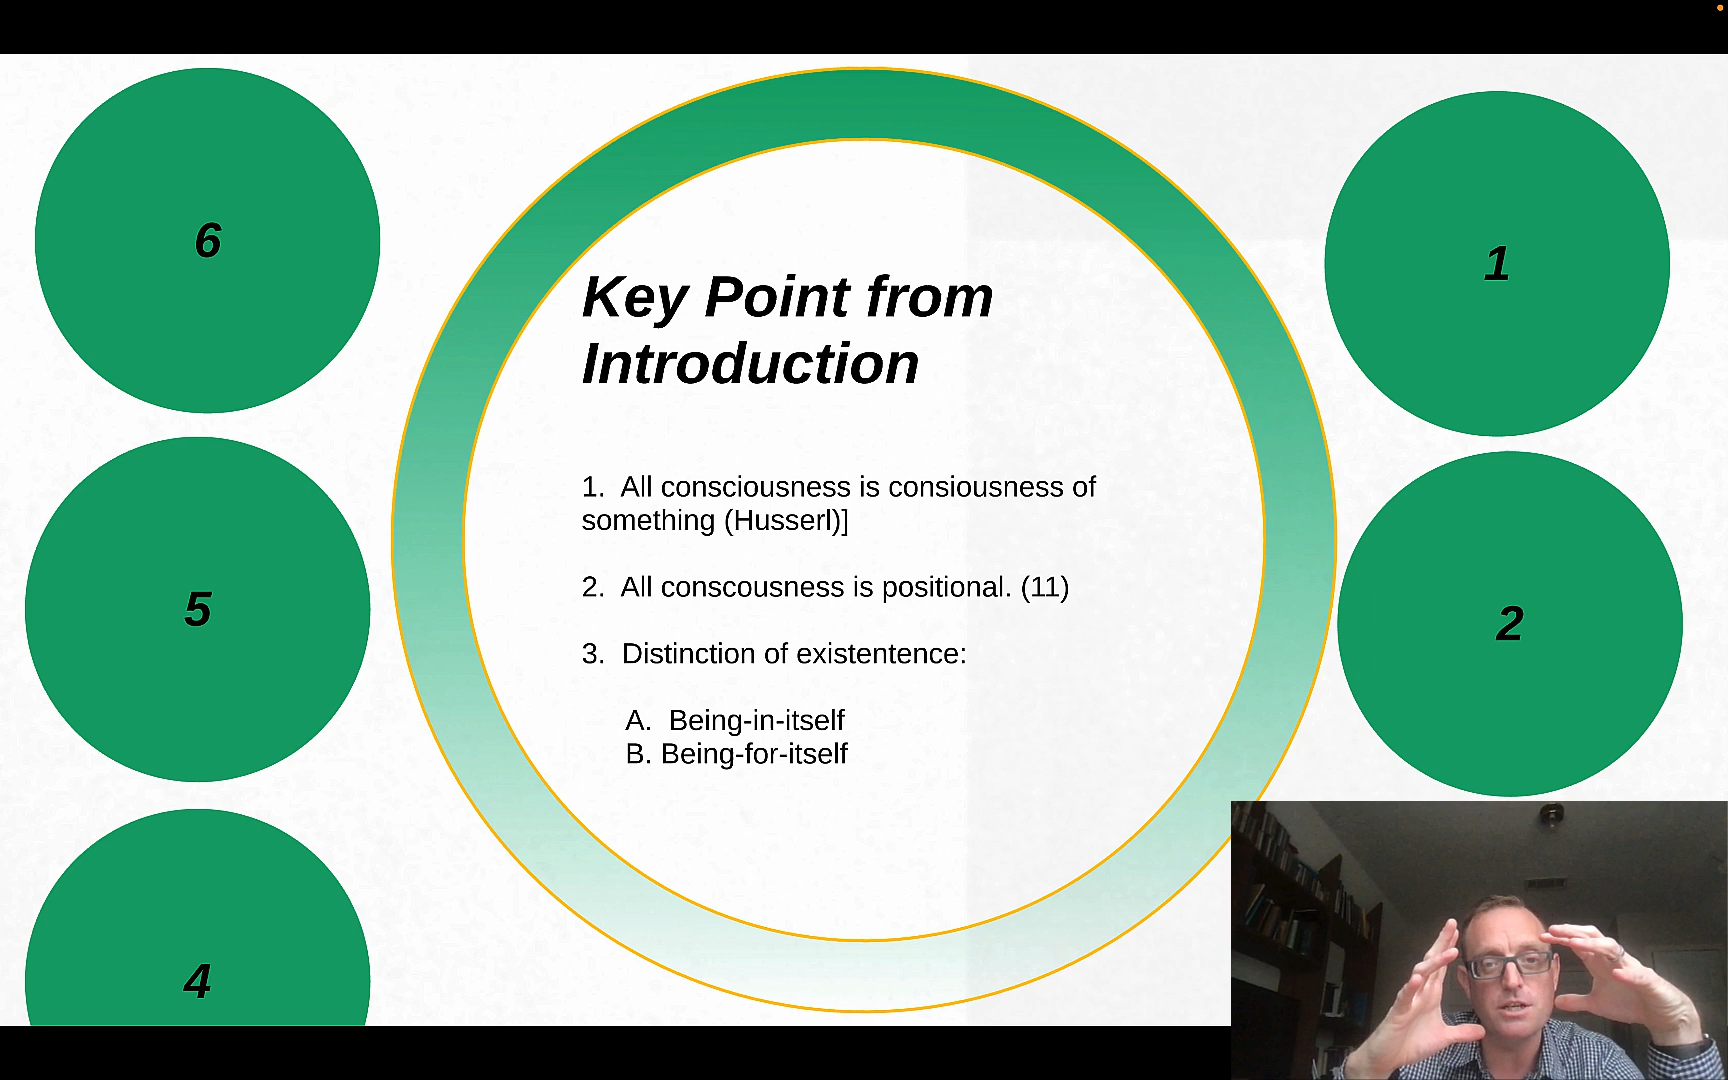 Key Point from
Introduction
1.  All consciousness is consiousness of
something (Husserl)]
2.  All conscousness is positional. (11)
3.  Distinction of existentence:
A.  Being-in-itself
B. Being-for-itself
6
5
4
1
2